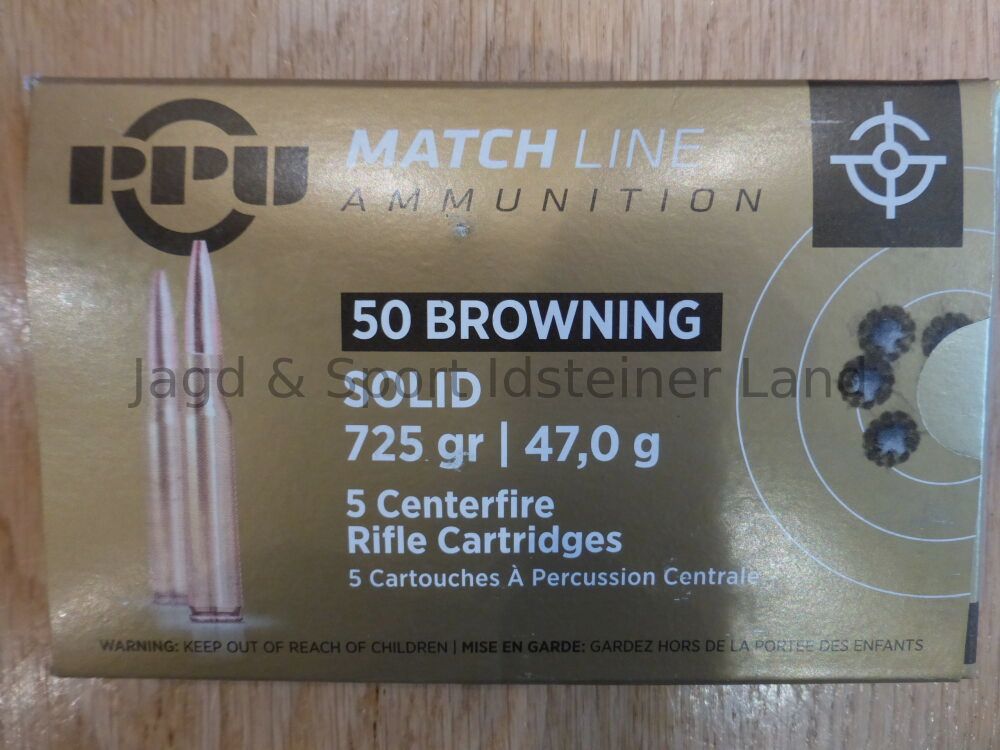 PPU
MATCH LINE
AMMUNITION
50 BROWNING
Jagd & Sport Idsteiner Land
SOLID
725 gr | 47,0 g
5 Centerfire
Rifle Cartridges
5 Cartouches À Percussion Centrale
WARNING: KEEP OUT OF REACH OF CHILDREN | MISE EN GARDE: GARDEZ HORS DE LA PORTÉE DES ENFANTS